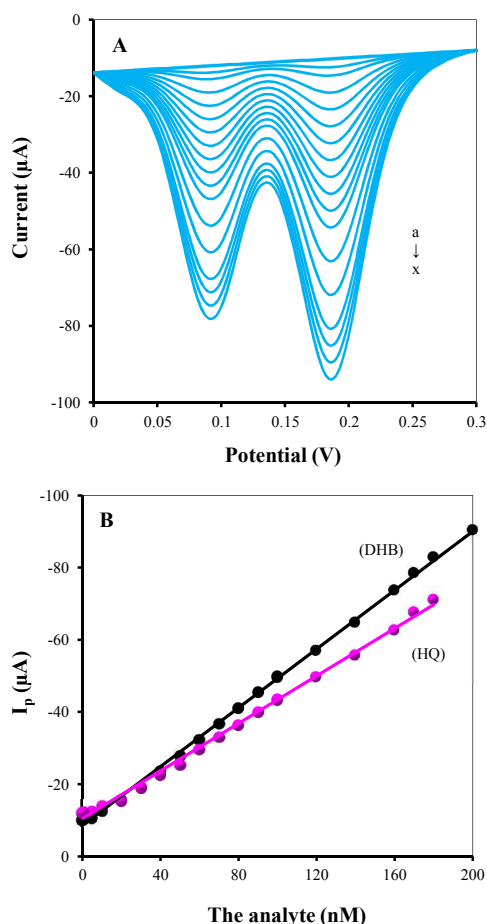 A
0
-20
-40
-60
-80
-100
Current (µA)
a
↓
x
0 0.05 0.1 0.15 0.2 0.25 0.3
Potential (V)
B
-100
-80
-60
-40
-20
0
Ip (µA)
(DHB)
(HQ)
0 40 80 120 160 200
The analyte (nM)